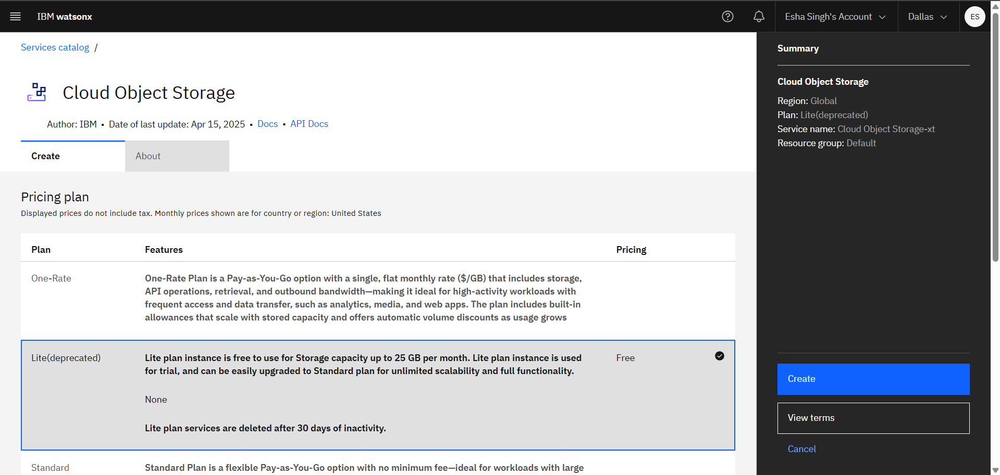 IBM watsonx
Esha Singh's Account
Dallas
ES
Services catalog /
Cloud Object Storage
Author: IBM • Date of last update: Apr 15, 2025 • Docs • API Docs
Create
About
Pricing plan
Displayed prices do not include tax. Monthly prices shown are for country or region: United States
Plan Features Pricing
One-Rate One-Rate Plan is a Pay-as-You-Go option with a single, flat monthly rate ($/GB) that includes storage,
API operations, retrieval, and outbound bandwidth—making it ideal for high-activity workloads with
frequent access and data transfer, such as analytics, media, and web apps. The plan includes built-in
allowances that scale with stored capacity and offers automatic volume discounts as usage grows
Lite(deprecated) Lite plan instance is free to use for Storage capacity up to 25 GB per month. Lite plan instance is used Free
for trial, and can be easily upgraded to Standard plan for unlimited scalability and full functionality.
None
Lite plan services are deleted after 30 days of inactivity.
Standard Standard Plan is a flexible Pay-as-You-Go option with no minimum fee—ideal for workloads with large
Summary
Cloud Object Storage
Region: Global
Plan: Lite(deprecated)
Service name: Cloud Object Storage-xt
Resource group: Default
Create
View terms
Cancel